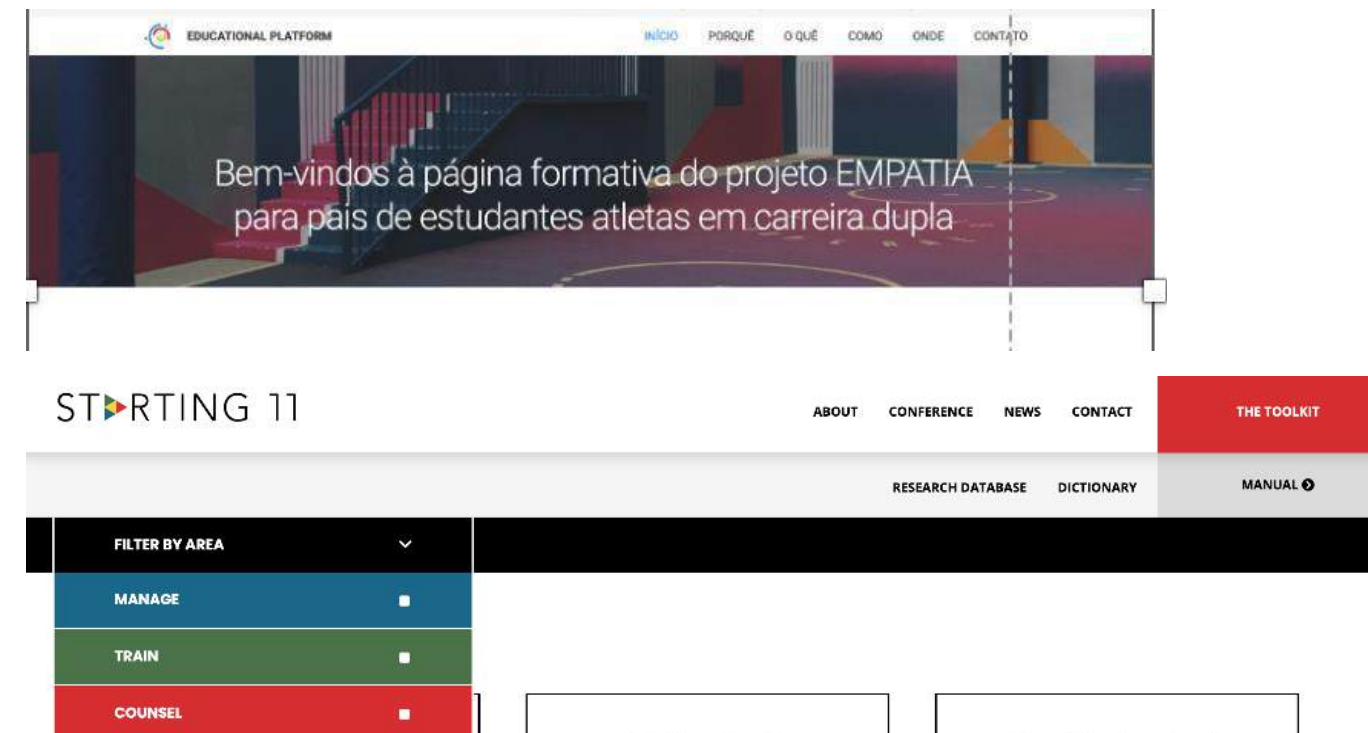 EDUCATIONAL PLATFORM INÍCIO PORQUÊ O QUÊ COMO ONDE CONTATO
Bem-vindos à página formativa do projeto EMPATIA
para pais de estudantes atletas em carreira dupla
STARTING 11 ABOUT CONFERENCE NEWS CONTACT THE TOOLKIT
RESEARCH DATABASE DICTIONARY MANUAL
FILTER BY AREA
MANAGE
TRAIN
COUNSEL